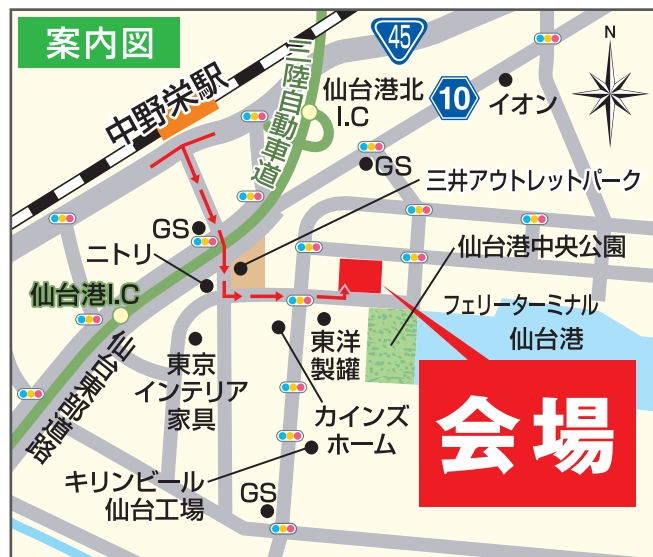 案内図
45
N
中野栄駅
三陸自動車道
仙台港北
I.C
10
イオン
GS
三井アウトレットパーク
GS
ニトリ
仙台港中央公園
仙台港I.C
フェリーターミナル
仙台港
東京
インテリア
家具
東洋
製罐
仙台東部道路
カインズ
ホーム
会場
キリンビール
仙台工場
GS